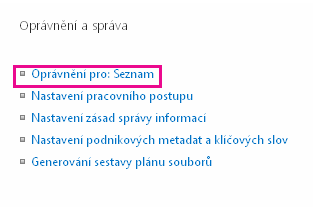 Oprávnění a správa
Oprávnění pro: Seznam
Nastavení pracovního postupu
Nastavení zásad správy informací
Nastavení podnikových metadat a klíčových slov
Generování sestavy plánu souborů